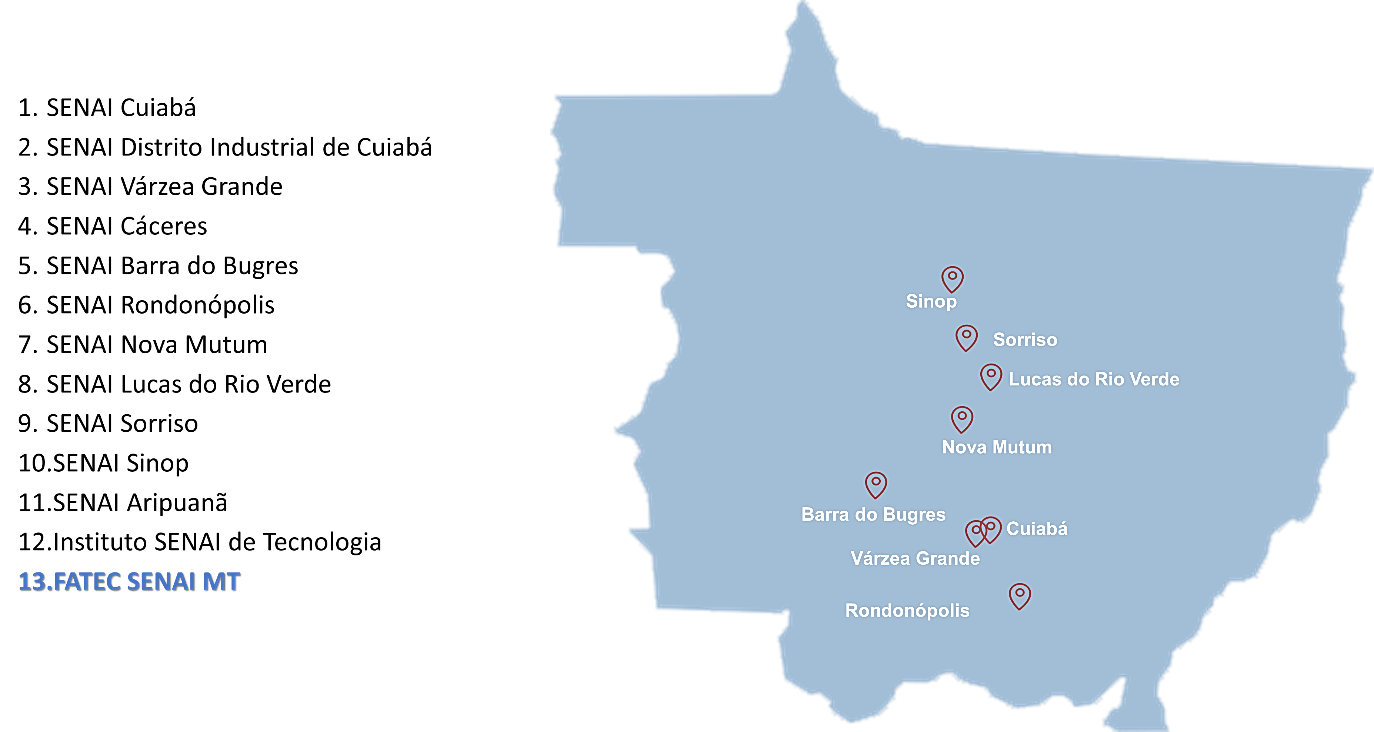 1. SENAI Cuiabá
2. SENAI Distrito Industrial de Cuiabá
3. SENAI Várzea Grande
4. SENAI Cáceres
5. SENAI Barra do Bugres
6. SENAI Rondonópolis
7. SENAI Nova Mutum
8. SENAI Lucas do Rio Verde
9. SENAI Sorriso
10.SENAI Sinop
11.SENAI Aripuanã
12.Instituto SENAI de Tecnologia
13.FATEC SENAI MT
Sinop
Sorriso
Lucas do Rio Verde
Nova Mutum
Barra do Bugres
Cuiabá
Várzea Grande
Rondonópolis